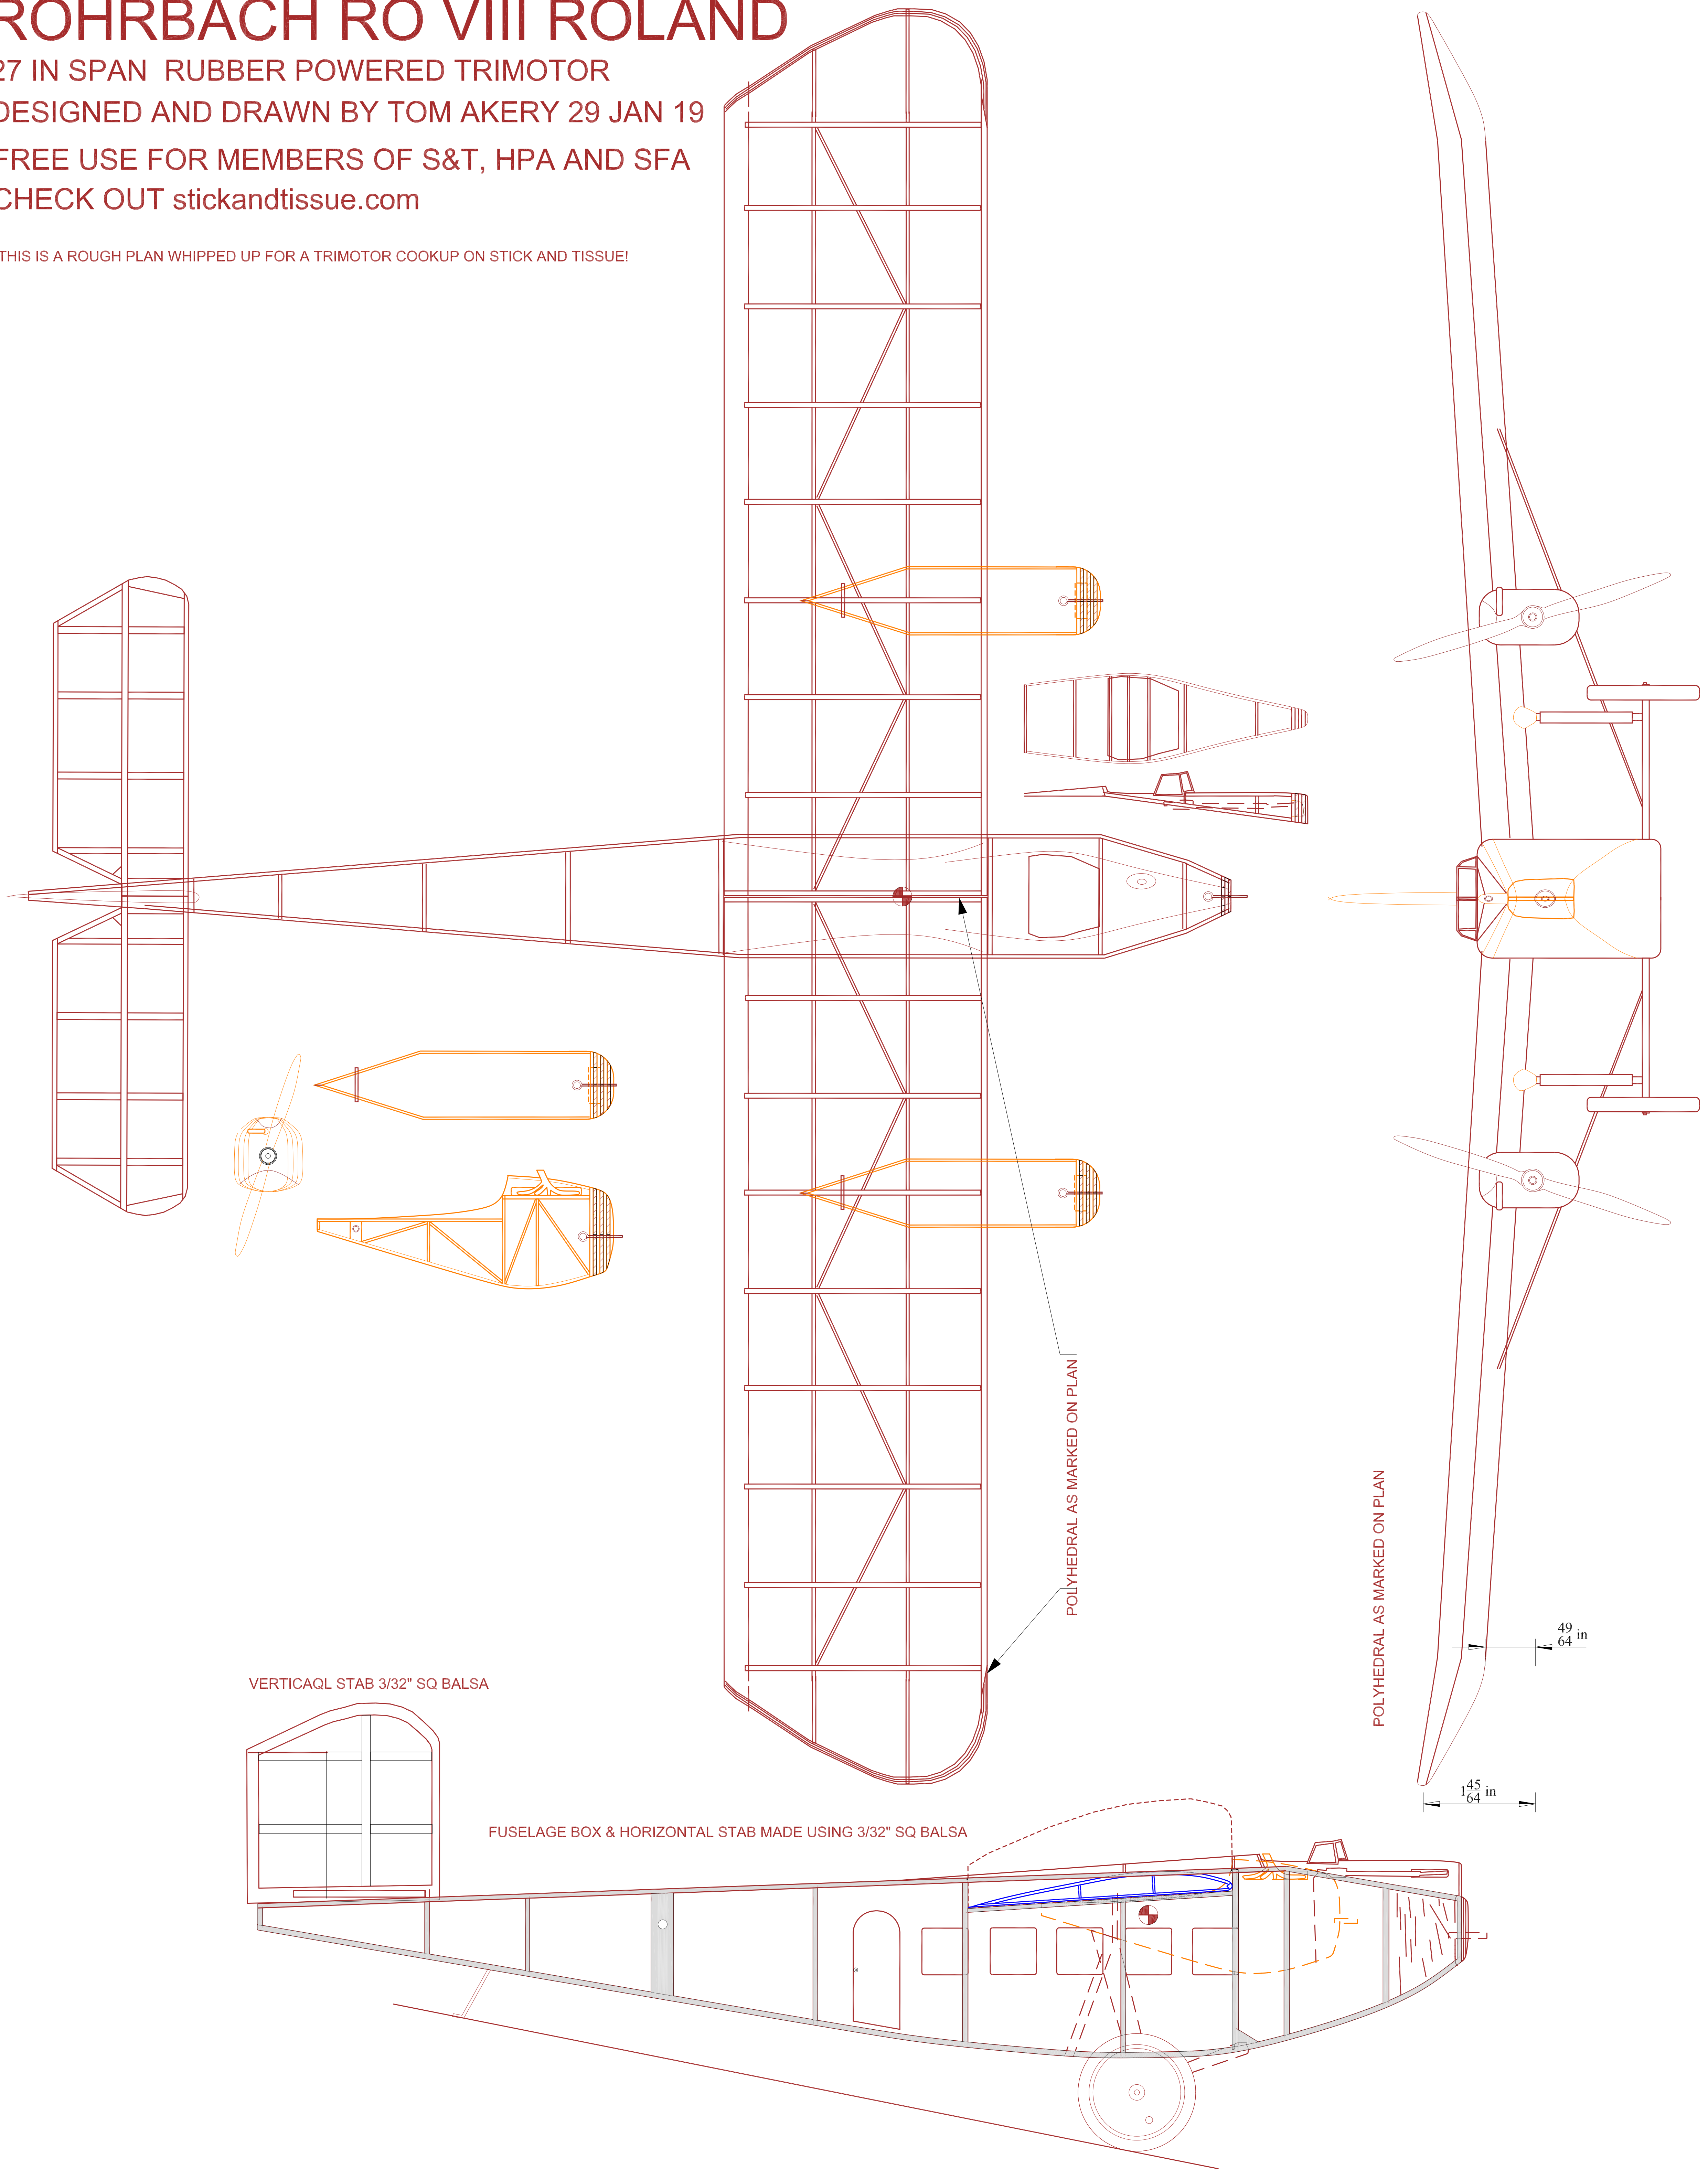 ROHRBACH RO VIII ROLAND
27 IN SPAN RUBBER POWERED TRIMOTOR
DESIGNED AND DRAWN BY TOM AKERY 29 JAN 19
FREE USE FOR MEMBERS OF S&T, HPA AND SFA
CHECK OUT stickandtissue.com
THIS IS A ROUGH PLAN WHIPPED UP FOR A TRIMOTOR COOKUP ON STICK AND TISSUE!
POLYHEDRAL AS MARKED ON PLAN
POLYHEDRAL AS MARKED ON PLAN
49/64 in
1 45/64 in
VERTICAQL STAB 3/32" SQ BALSA
FUSELAGE BOX & HORIZONTAL STAB MADE USING 3/32" SQ BALSA